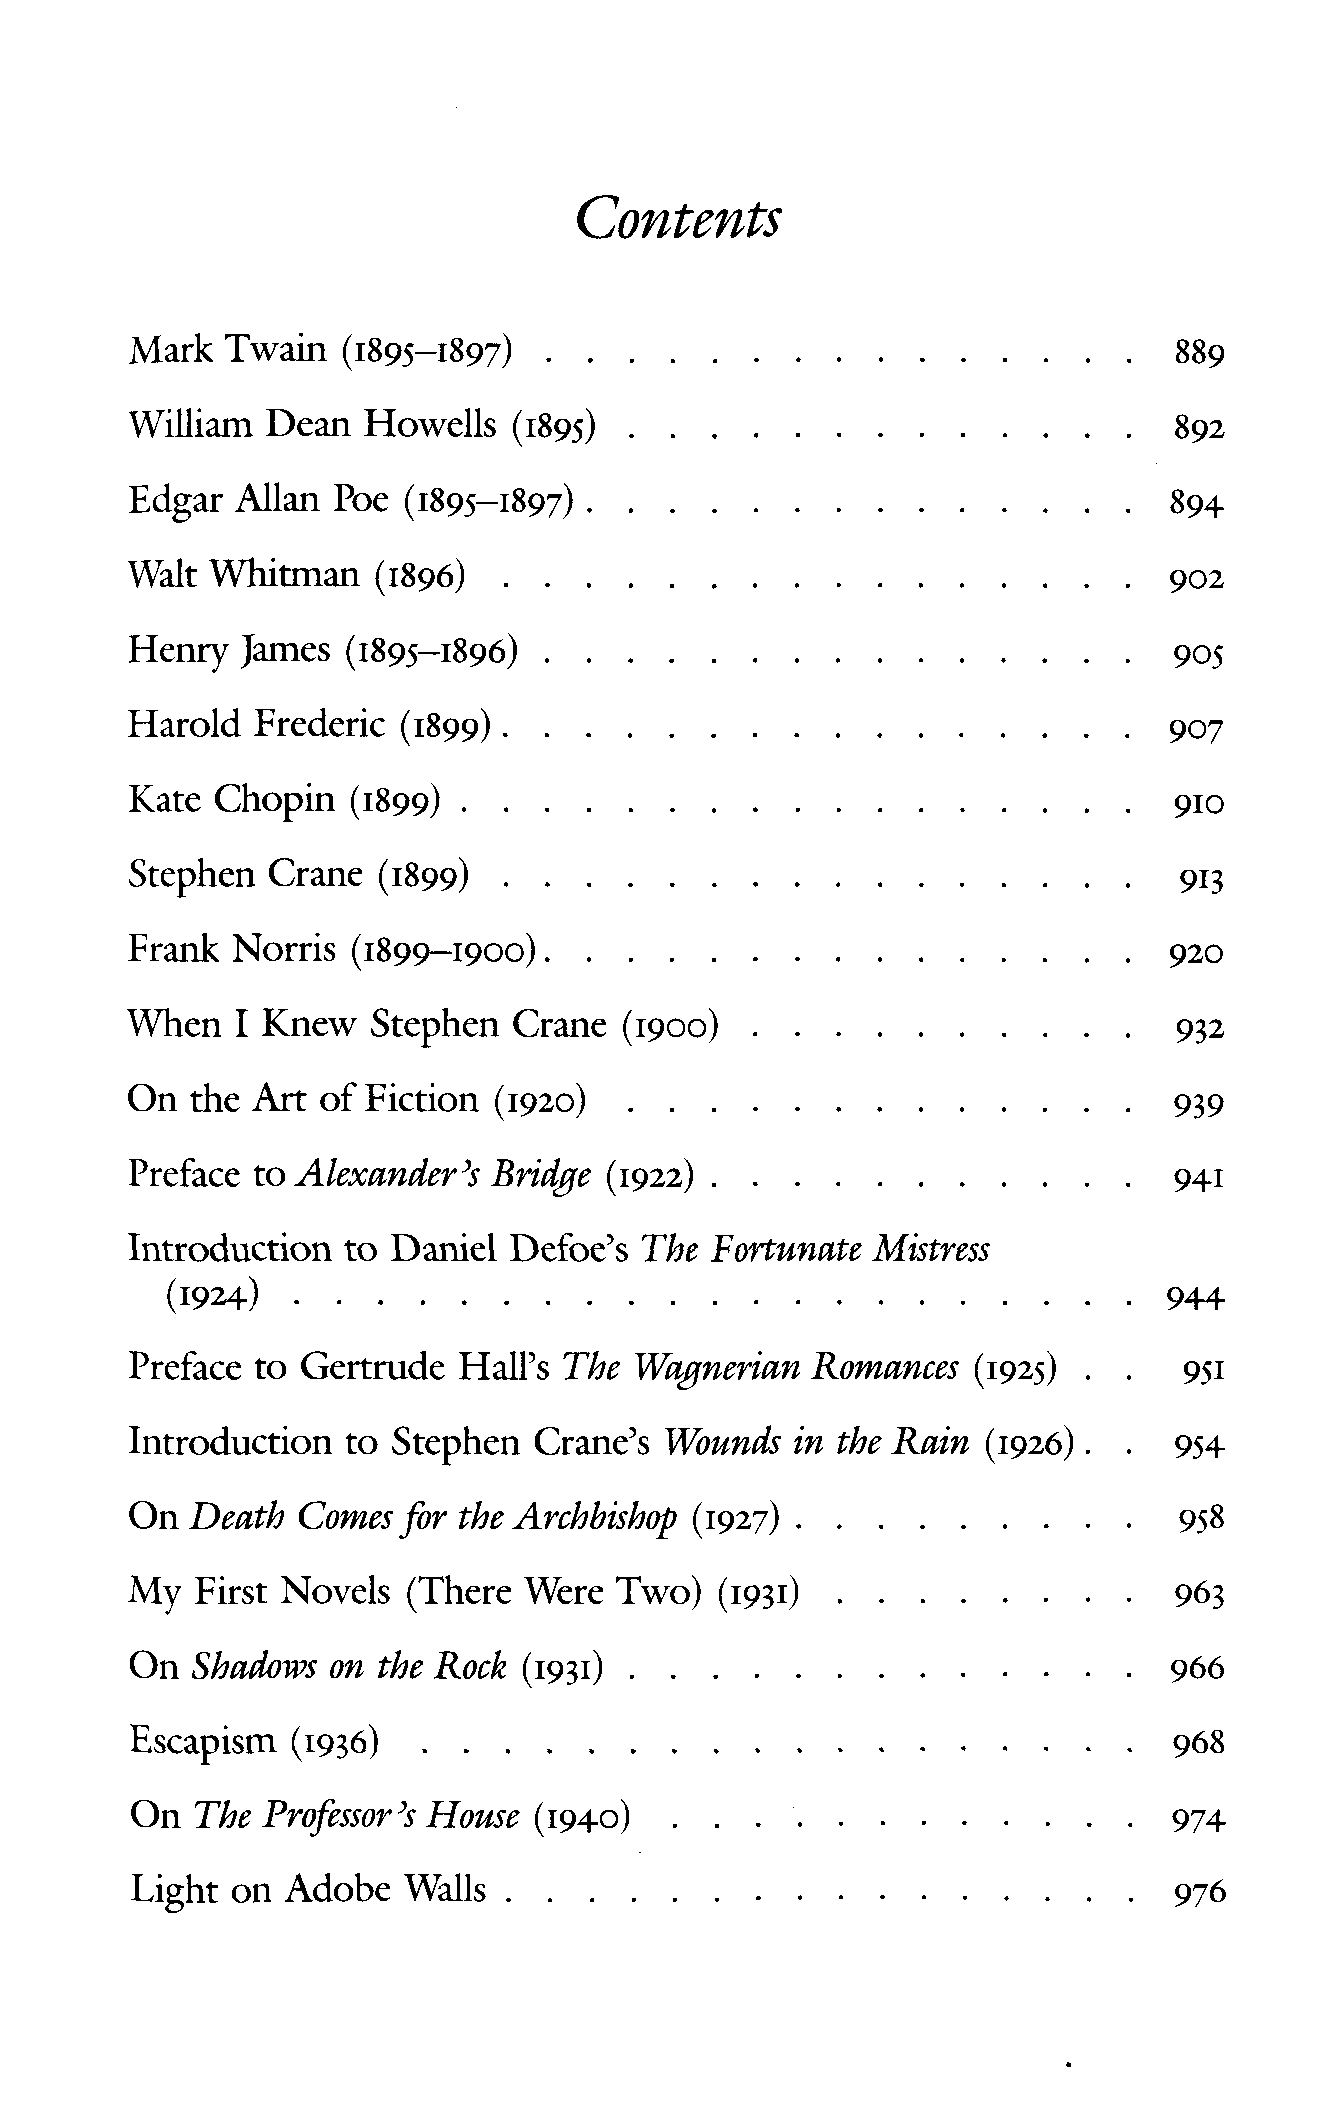 Contents
Mark Twain (1895–1897) . . . . . . . . . . . . . . . 889
William Dean Howells (1895) . . . . . . . . . . . . . 892
Edgar Allan Poe (1895–1897) . . . . . . . . . . . . . . 894
Walt Whitman (1896) . . . . . . . . . . . . . . . . 902
Henry James (1895–1896) . . . . . . . . . . . . . . . 905
Harold Frederic (1899) . . . . . . . . . . . . . . . . 907
Kate Chopin (1899) . . . . . . . . . . . . . . . . . 910
Stephen Crane (1899) . . . . . . . . . . . . . . . . 913
Frank Norris (1899–1900) . . . . . . . . . . . . . . . 920
When I Knew Stephen Crane (1900) . . . . . . . . . . 932
On the Art of Fiction (1920) . . . . . . . . . . . . . 939
Preface to Alexander's Bridge (1922) . . . . . . . . . . . 941
Introduction to Daniel Defoe's The Fortunate Mistress
(1924) . . . . . . . . . . . . . . . . . . . . . 944
Preface to Gertrude Hall's The Wagnerian Romances (1925) . . 951
Introduction to Stephen Crane's Wounds in the Rain (1926) . . 954
On Death Comes for the Archbishop (1927) . . . . . . . . . 958
My First Novels (There Were Two) (1931) . . . . . . . . 963
On Shadows on the Rock (1931) . . . . . . . . . . . . . 966
Escapism (1936) . . . . . . . . . . . . . . . . . . 968
On The Professor's House (1940) . . . . . . . . . . . . 974
Light on Adobe Walls . . . . . . . . . . . . . . . . 976